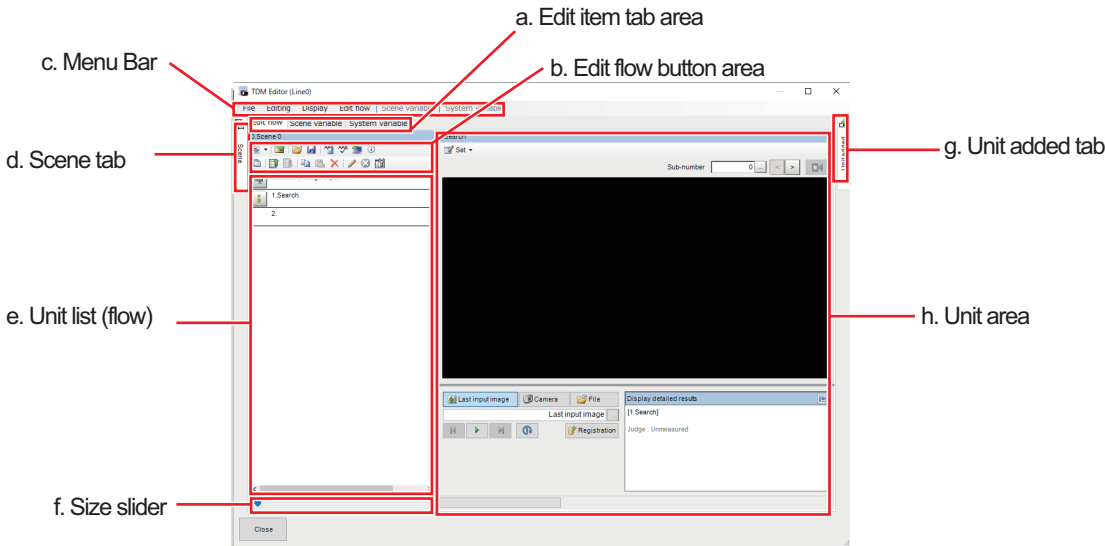 a. Edit item tab area
c. Menu Bar
b. Edit flow button area
TDM Editor (Line0)
File Editing Display Edit flow Scene variable System variable
Edit flow Scene variable System variable
0.Scene 0
Search
d. Scene tab
Scene
Set
g. Unit added tab
Unit added
Sub-number 0 ... < >
1.Search
2.
e. Unit list (flow)
h. Unit area
Last input image Camera File
Display detailed results
Last input image ...
[1.Search]
Registration
Judge : Unmeasured
f. Size slider
Close